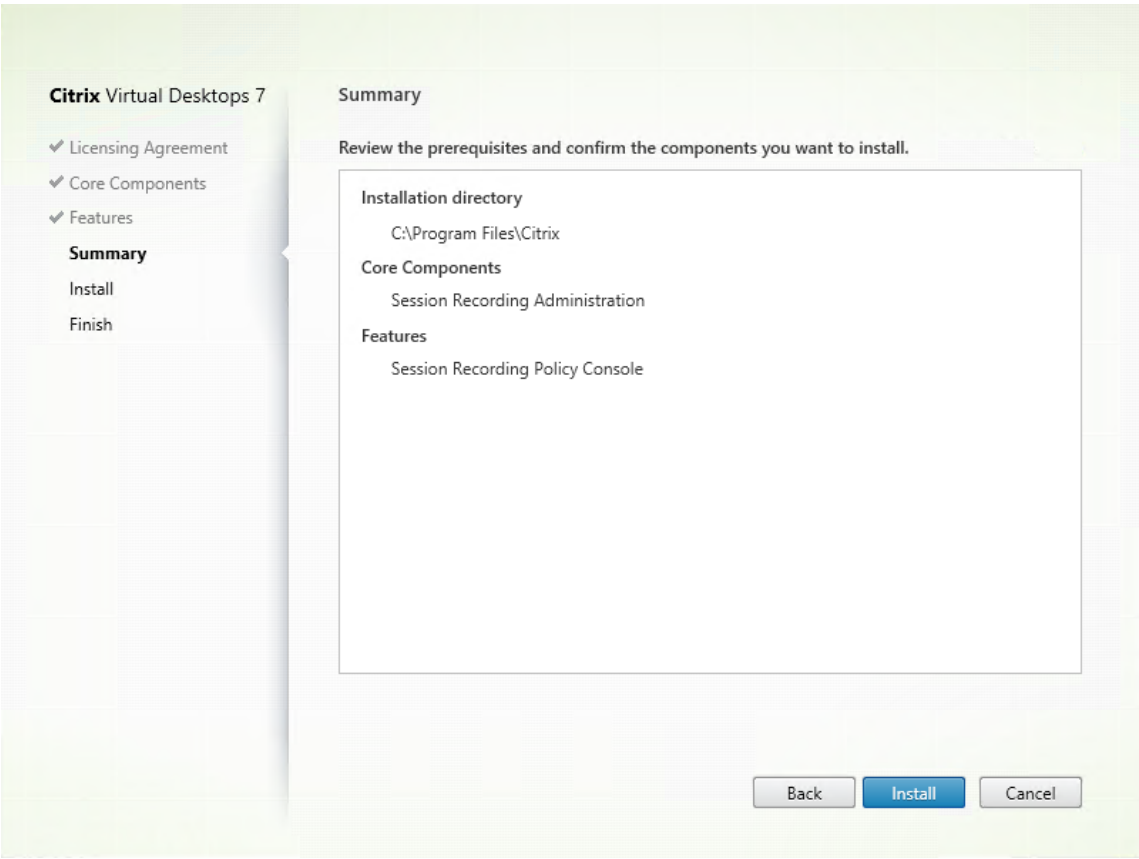 Citrix Virtual Desktops 7
Licensing Agreement
Core Components
Features
Summary
Install
Finish
Summary
Review the prerequisites and confirm the components you want to install.
Installation directory
C:\Program Files\Citrix
Core Components
Session Recording Administration
Features
Session Recording Policy Console
Back
Install
Cancel